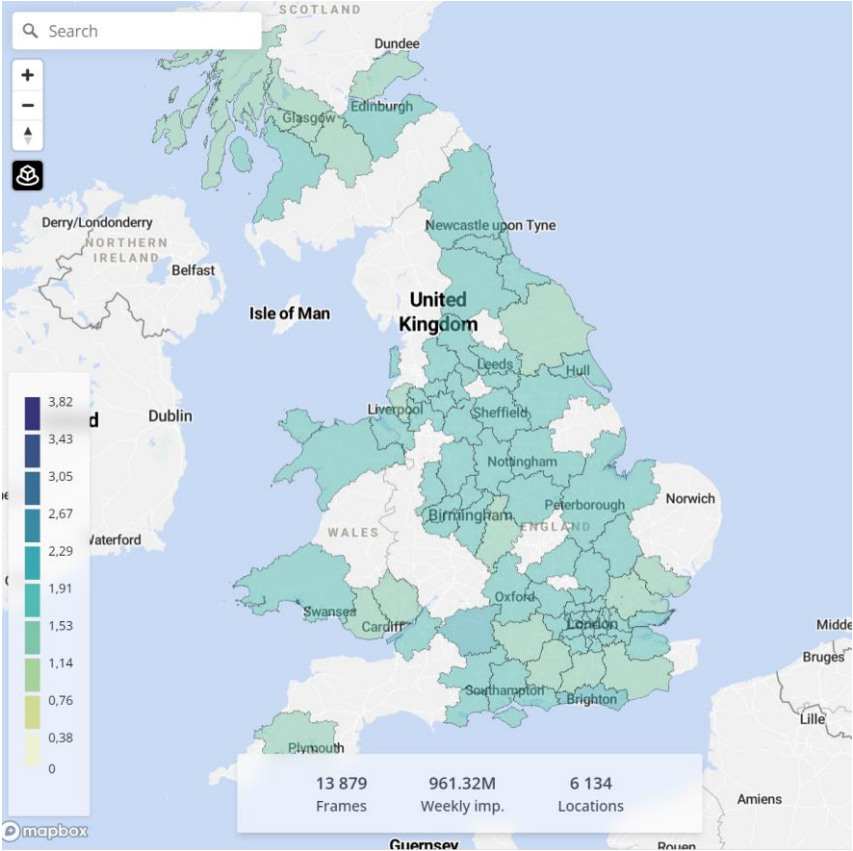 SCOTLAND
Search
Dundee
Edinburgh
Glasgow
Derry/Londonderry
NORTHERN
IRELAND
Belfast
Newcastle upon Tyne
Isle of Man
United
Kingdom
Leeds
Hull
3,82
3,43
3,05
2,67
2,29
1,91
1,53
1,14
0,76
0,38
0
d
Dublin
Liverpool
Sheffield
Nottingham
Peterborough
Norwich
Birmingham
ENGLAND
WALES
Waterford
Oxford
Swansea
Cardiff
London
Midde
Bruges
Southampton
Brighton
Lille
Plymouth
13 879
Frames
961.32M
Weekly imp.
6 134
Locations
Amiens
mapbox
Guernsey
Rouen